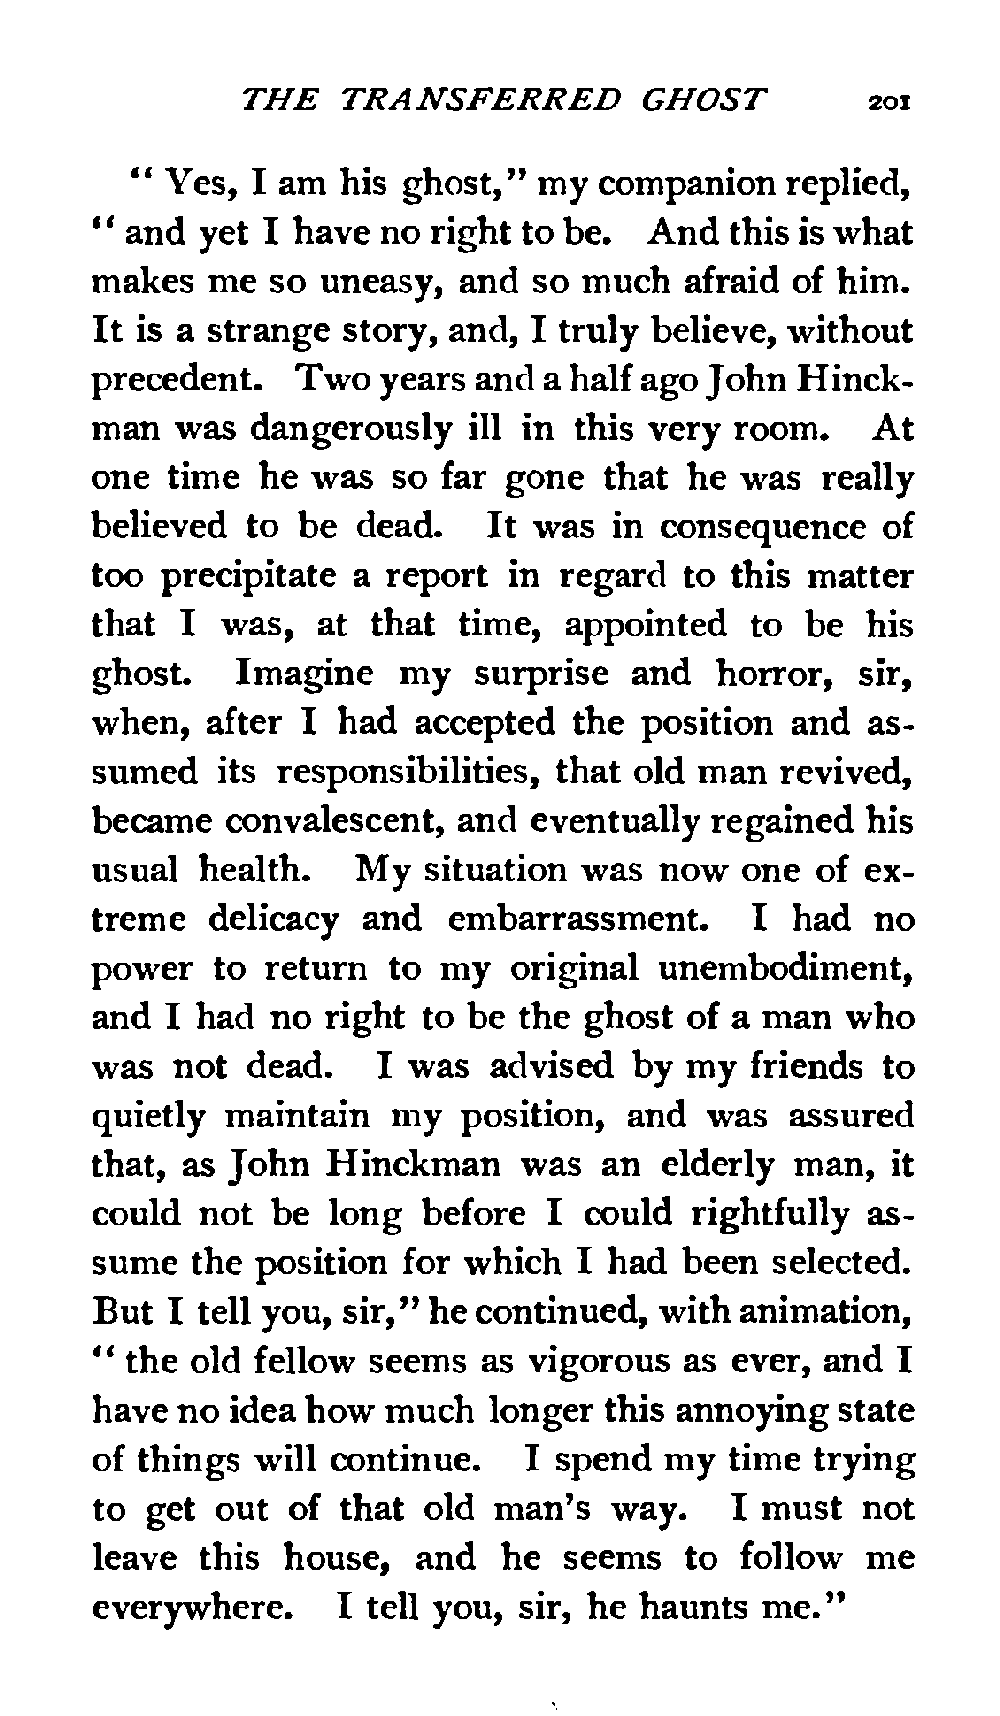 THE TRANSFERRED GHOST 201
“ Yes, I am his ghost,” my companion replied,
“ and yet I have no right to be. And this is what
makes me so uneasy, and so much afraid of him.
It is a strange story, and, I truly believe, without
precedent. Two years and a half ago John Hinck-
man was dangerously ill in this very room. At
one time he was so far gone that he was really
believed to be dead. It was in consequence of
too precipitate a report in regard to this matter
that I was, at that time, appointed to be his
ghost. Imagine my surprise and horror, sir,
when, after I had accepted the position and as-
sumed its responsibilities, that old man revived,
became convalescent, and eventually regained his
usual health. My situation was now one of ex-
treme delicacy and embarrassment. I had no
power to return to my original unembodiment,
and I had no right to be the ghost of a man who
was not dead. I was advised by my friends to
quietly maintain my position, and was assured
that, as John Hinckman was an elderly man, it
could not be long before I could rightfully as-
sume the position for which I had been selected.
But I tell you, sir,” he continued, with animation,
“ the old fellow seems as vigorous as ever, and I
have no idea how much longer this annoying state
of things will continue. I spend my time trying
to get out of that old man’s way. I must not
leave this house, and he seems to follow me
everywhere. I tell you, sir, he haunts me.”